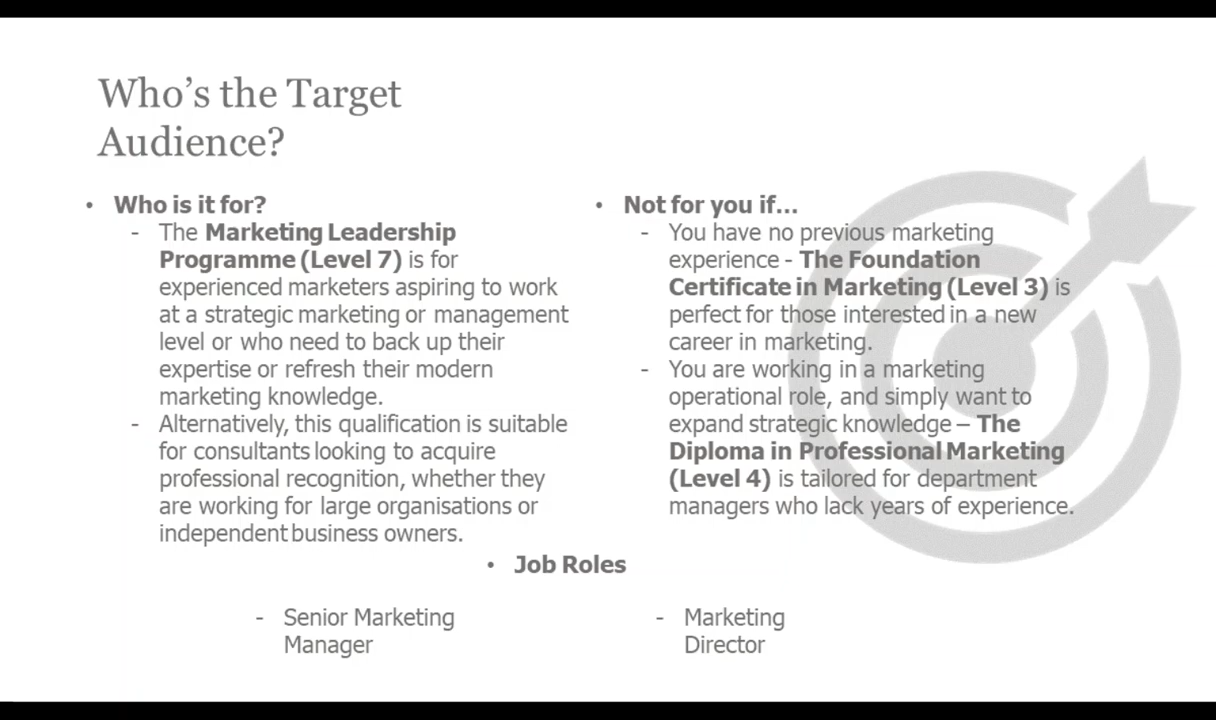 Who's the Target
Audience?
• Who is it for?
- The Marketing Leadership
Programme (Level 7) is for
experienced marketers aspiring to work
at a strategic marketing or management
level or who need to back up their
expertise or refresh their modern
marketing knowledge.
- Alternatively, this qualification is suitable
for consultants looking to acquire
professional recognition, whether they
are working for large organisations or
independent business owners.
• Not for you if...
- You have no previous marketing
experience - The Foundation
Certificate in Marketing (Level 3) is
perfect for those interested in a new
career in marketing.
- You are working in a marketing
operational role, and simply want to
expand strategic knowledge – The
Diploma in Professional Marketing
(Level 4) is tailored for department
managers who lack years of experience.
• Job Roles
- Senior Marketing
Manager
- Marketing
Director